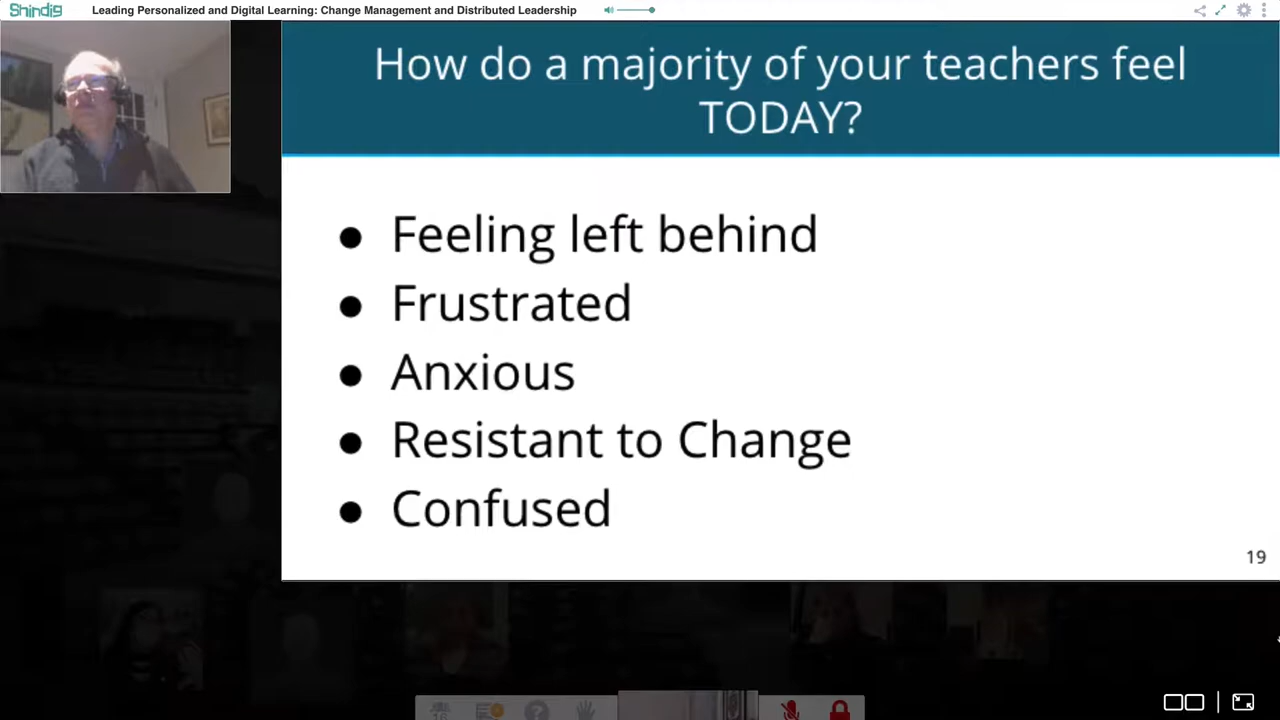 Shindig Leading Personalized and Digital Learning: Change Management and Distributed Leadership
How do a majority of your teachers feel
TODAY?
● Feeling left behind
● Frustrated
● Anxious
● Resistant to Change
● Confused
19